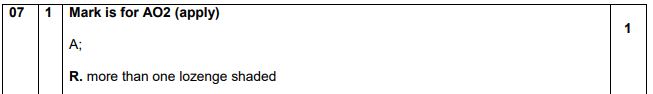 07 1 Mark is for AO2 (apply) 1
A;
R. more than one lozenge shaded